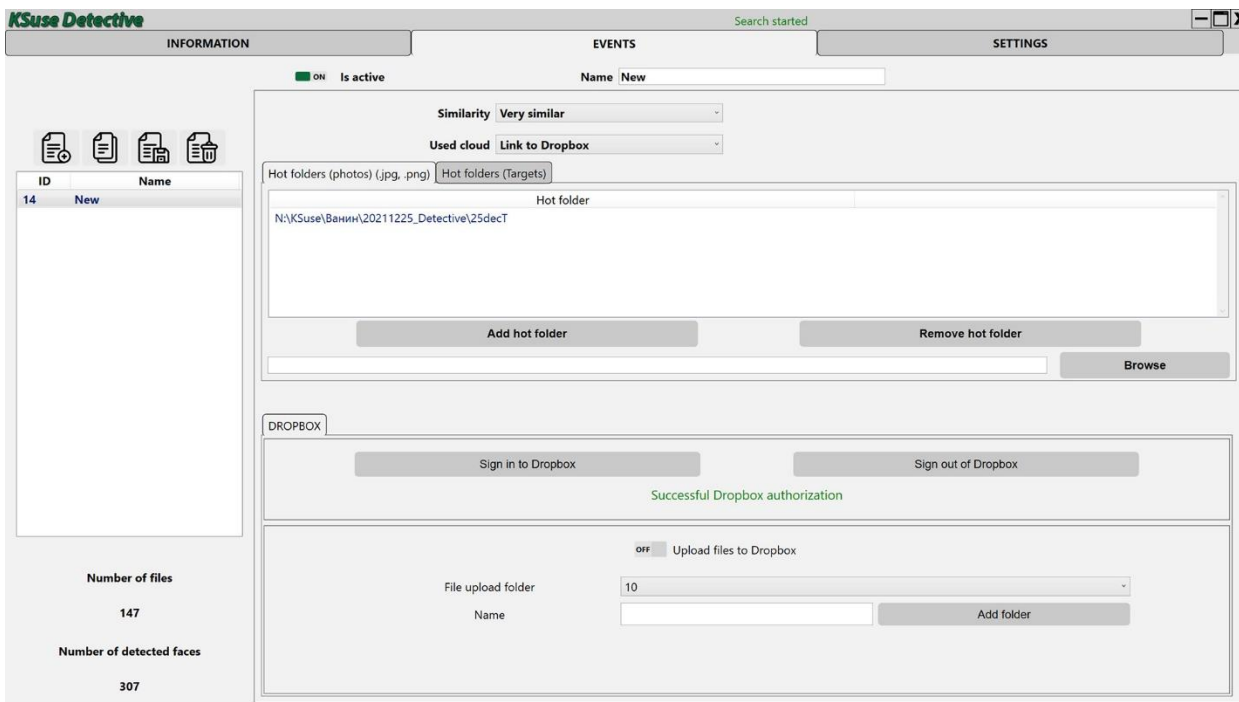 KSuse Detective
Search started
INFORMATION
EVENTS
SETTINGS
ON Is active
Name New
Similarity Very similar
Used cloud Link to Dropbox
Hot folders (photos) (.jpg, .png) Hot folders (Targets)
ID Name
14 New
Hot folder
N:\KSuse\Ванин\20211225_Detective\25decT
Add hot folder
Remove hot folder
Browse
DROPBOX
Sign in to Dropbox
Sign out of Dropbox
Successful Dropbox authorization
OFF Upload files to Dropbox
File upload folder 10
Name
Add folder
Number of files
147
Number of detected faces
307